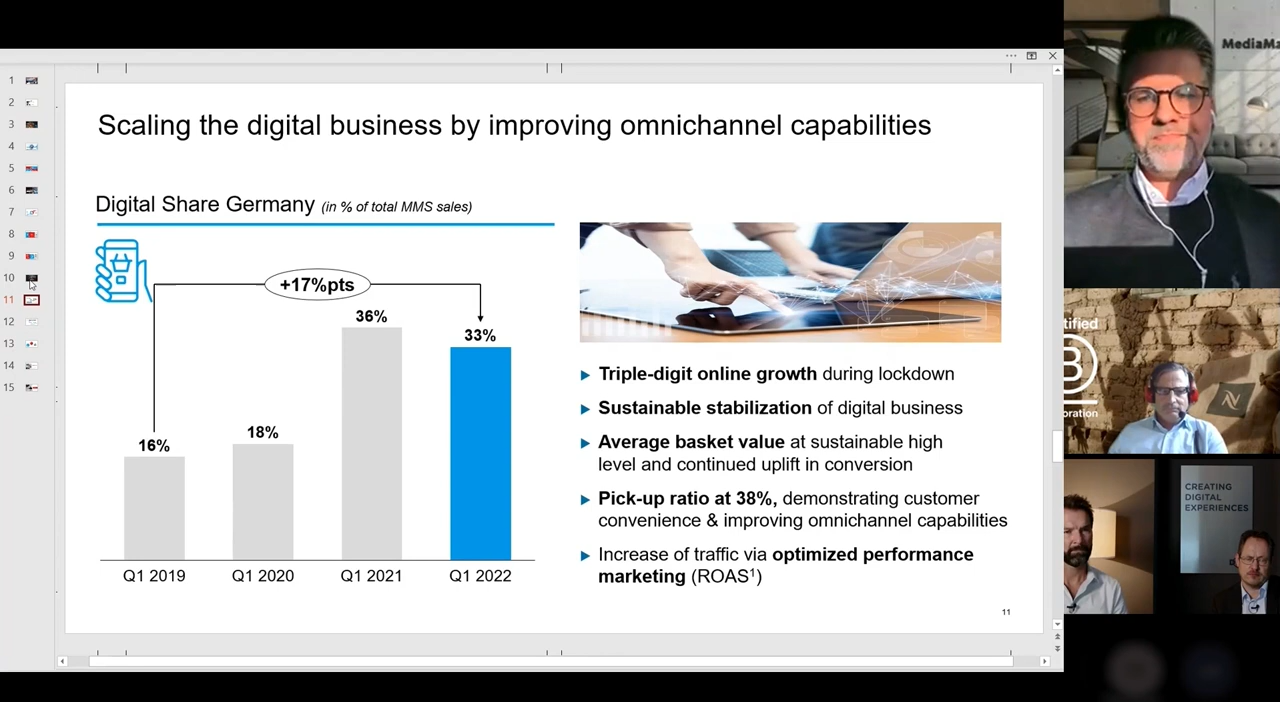 MediaMa
1
2
3
4
5
6
7
8
9
10
11
12
13
14
15
Scaling the digital business by improving omnichannel capabilities
Digital Share Germany (in % of total MMS sales)
+17%pts
16%
18%
36%
33%
Q1 2019
Q1 2020
Q1 2021
Q1 2022
Triple-digit online growth during lockdown
Sustainable stabilization of digital business
Average basket value at sustainable high
level and continued uplift in conversion
Pick-up ratio at 38%, demonstrating customer
convenience & improving omnichannel capabilities
Increase of traffic via optimized performance
marketing (ROAS¹)
11
tified
B
oration
N
CREATING
DIGITAL
EXPERIENCES